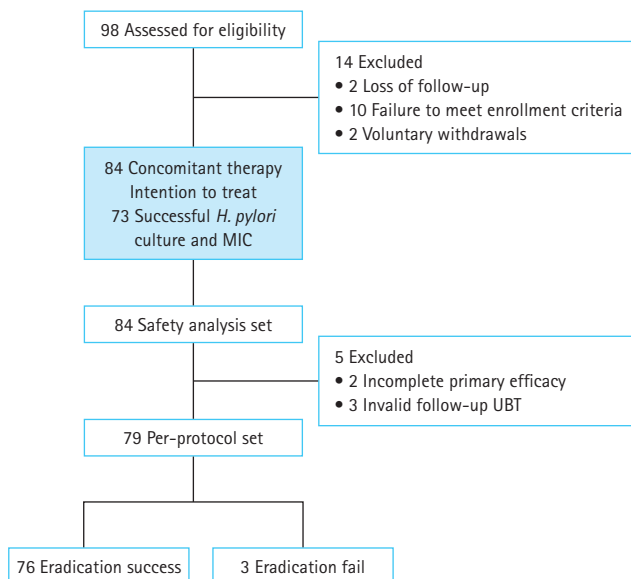 98 Assessed for eligibility
14 Excluded
• 2 Loss of follow-up
• 10 Failure to meet enrollment criteria
• 2 Voluntary withdrawals
84 Concomitant therapy
Intention to treat
73 Successful H. pylori
culture and MIC
84 Safety analysis set
5 Excluded
• 2 Incomplete primary efficacy
• 3 Invalid follow-up UBT
79 Per-protocol set
76 Eradication success
3 Eradication fail